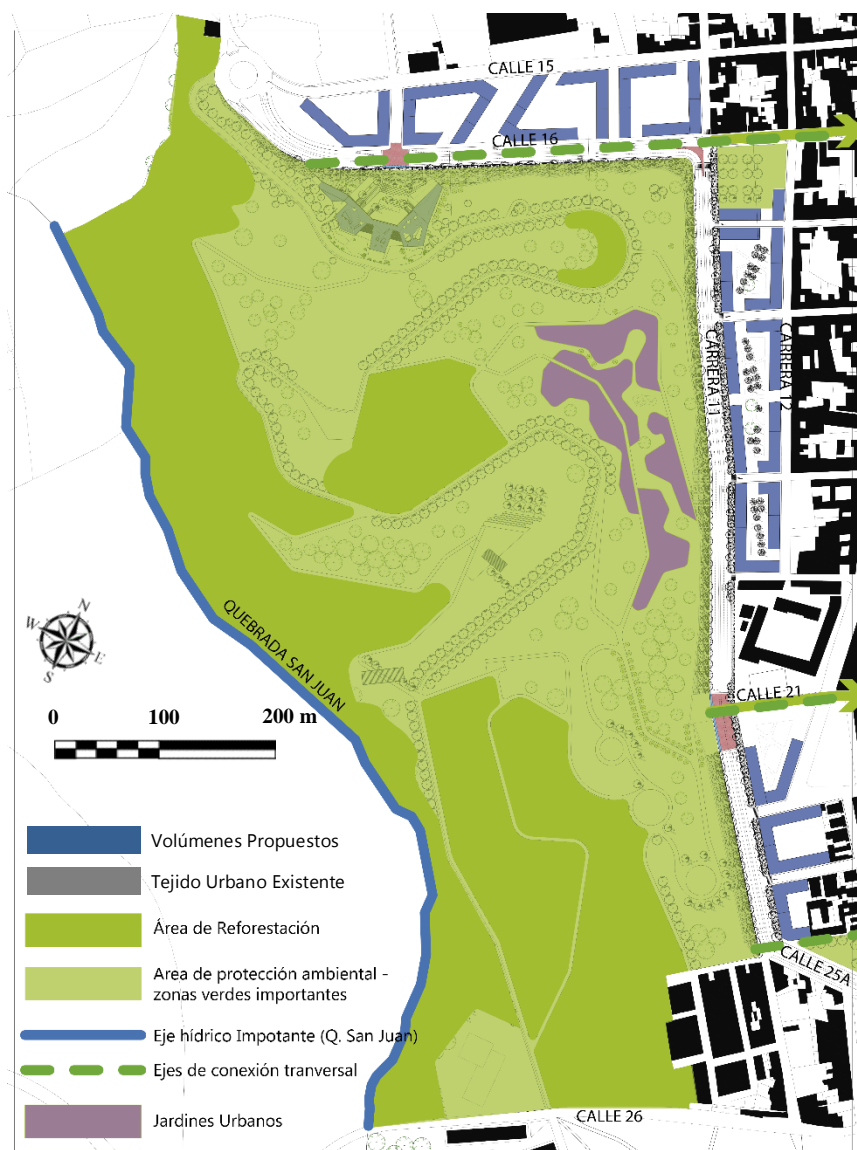 CALLE 15
CALLE 16
CARRERA 11
CARRERA 12
N
W
E
S
QUEBRADA SAN JUAN
0 100 200 m
CALLE 21
Volúmenes Propuestos
Tejido Urbano Existente
Área de Reforestación
Area de protección ambiental -
zonas verdes importantes
CALLE 25A
Eje hídrico Impotante (Q. San Juan)
Ejes de conexión tranversal
Jardines Urbanos
CALLE 26